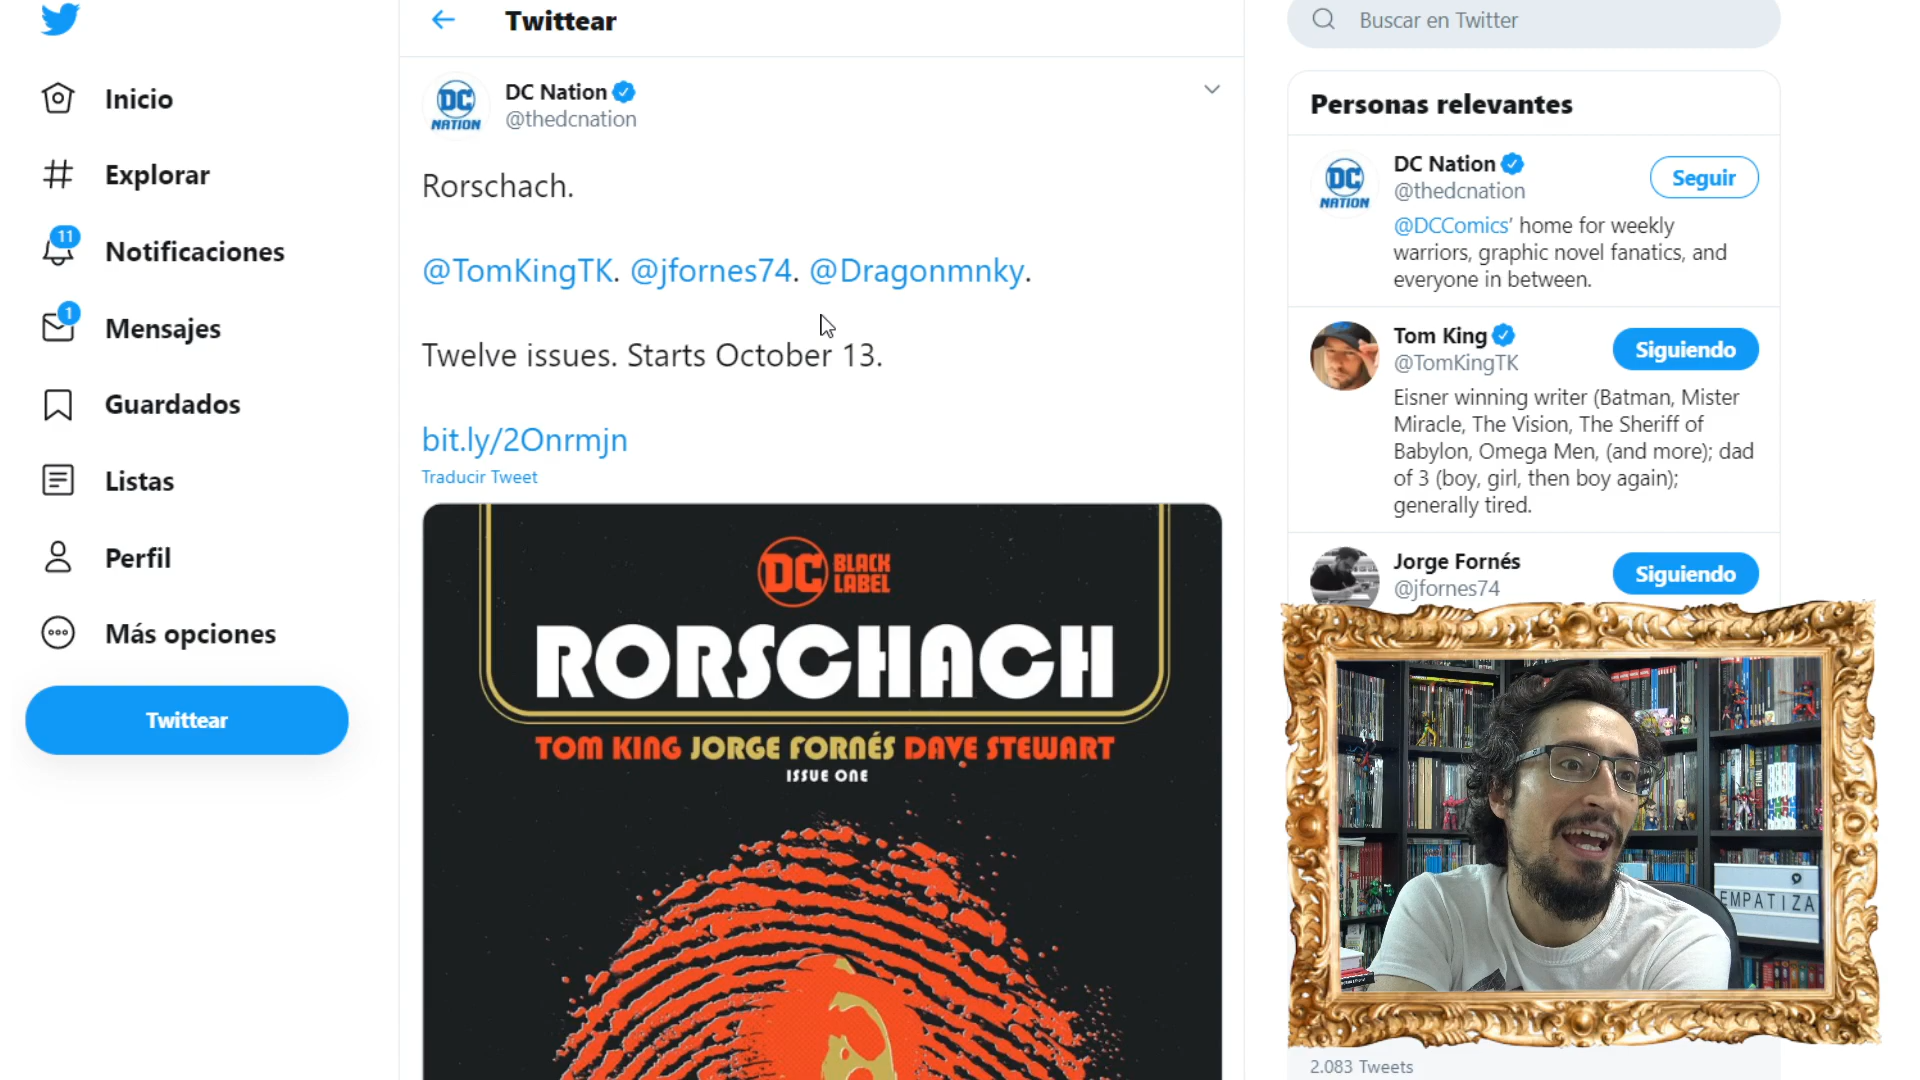 Twittear
Buscar en Twitter
Inicio
Explorar
11
Notificaciones
1
Mensajes
Guardados
Listas
Perfil
Más opciones
Twittear
DC
NATION
DC Nation
@thedcnation
Rorschach.
@TomKingTK. @jfornes74. @Dragonmnky.
Twelve issues. Starts October 13.
bit.ly/2Onrmjn
Traducir Tweet
DC BLACK
LABEL
RORSCHACH
TOM KING JORGE FORNÉS DAVE STEWART
ISSUE ONE
Personas relevantes
DC
NATION
DC Nation
@thedcnation
Seguir
@DCComics’ home for weekly
warriors, graphic novel fanatics, and
everyone in between.
Tom King
@TomKingTK
Siguiendo
Eisner winning writer (Batman, Mister
Miracle, The Vision, The Sheriff of
Babylon, Omega Men, (and more); dad
of 3 (boy, girl, then boy again);
generally tired.
Jorge Fornés
@jfornes74
Siguiendo
EMPATIZA
2.083 Tweets